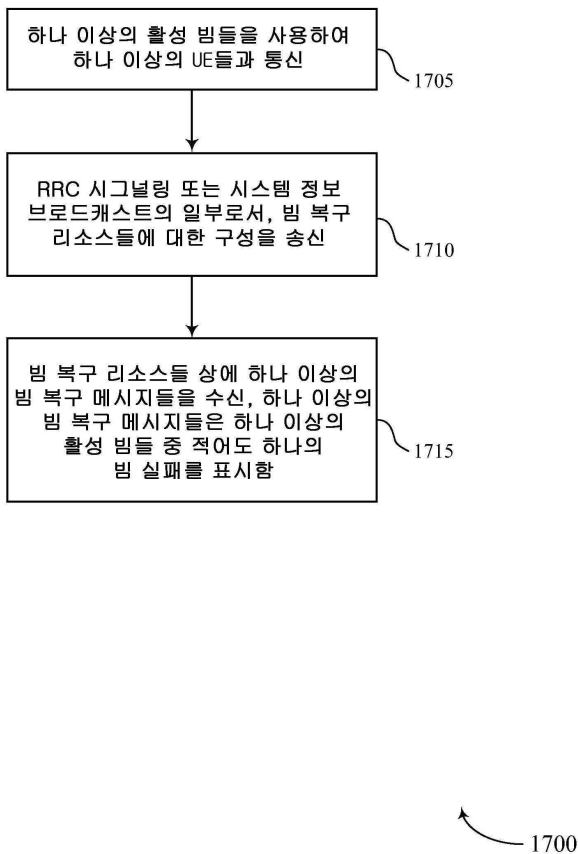 하나 이상의 활성 빔들을 사용하여
하나 이상의 UE들과 통신
1705
RRC 시그널링 또는 시스템 정보
브로드캐스트의 일부로서, 빔 복구
리소스들에 대한 구성을 송신
1710
빔 복구 리소스들 상에 하나 이상의
빔 복구 메시지들을 수신, 하나 이상의
빔 복구 메시지들은 하나 이상의
활성 빔들 중 적어도 하나의
빔 실패를 표시함
1715
1700